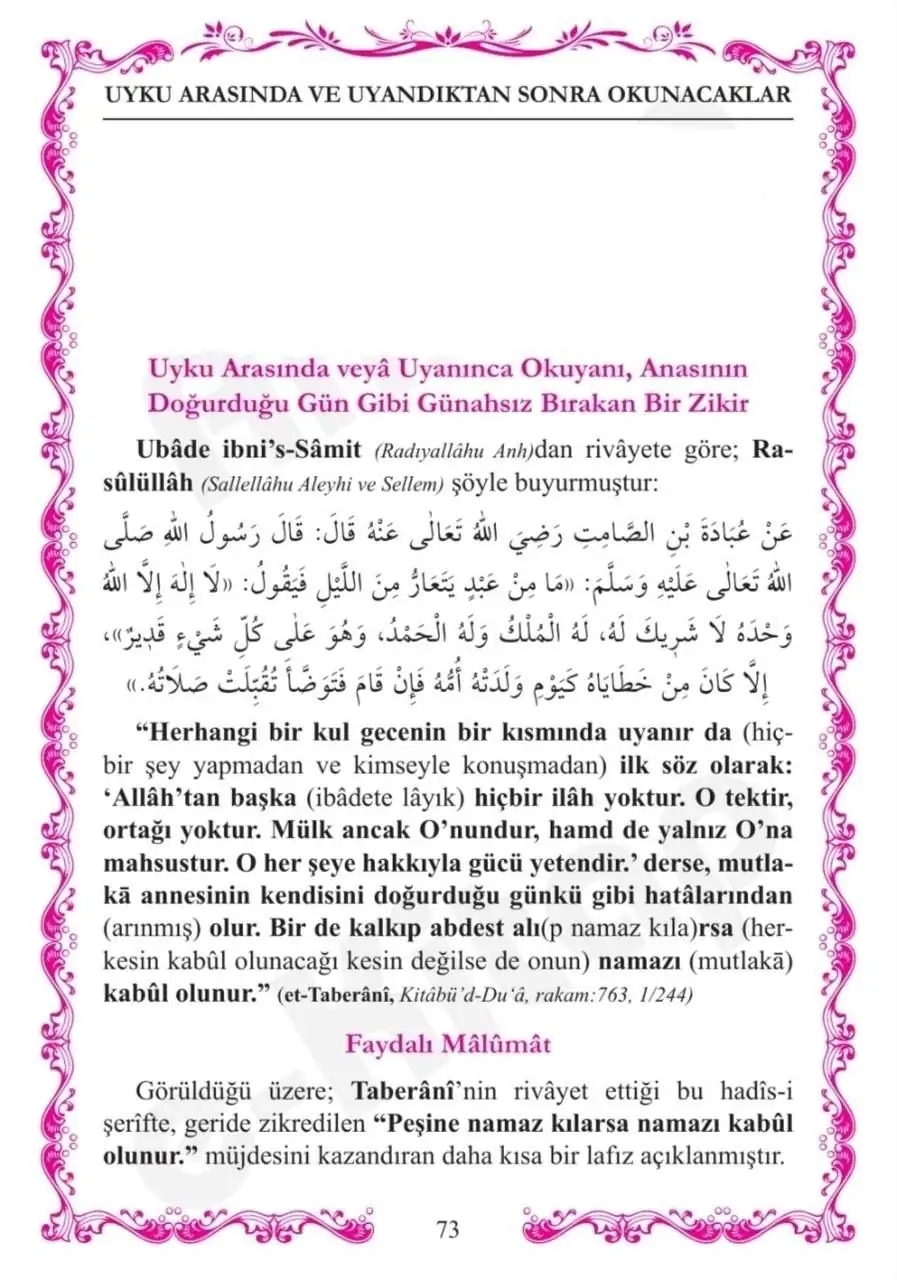 UYKU ARASINDA VE UYANDIKTAN SONRA OKUNACAKLAR
Uyku Arasında veyâ Uyanınca Okuyanı, Anasının
Doğurduğu Gün Gibi Günahsız Bırakan Bir Zikir
Ubâde ibni’s-Sâmit (Radıyallâhu Anh)dan rivâyete göre; Ra-
sûlüllâh (Sallellâhu Aleyhi ve Sellem) şöyle buyurmuştur:
عَنْ عُبَادَةَ بْنِ الصَّامِتِ رَضِيَ اللهُ تَعَالٰى عَنْهُ قَالَ: قَالَ رَسُولُ اللهِ صَلَّى
اللهُ تَعَالٰى عَلَيْهِ وَسَلَّمَ: «مَا مِنْ عَبْدٍ يَتَعَارُّ مِنَ اللَّيْلِ فَيَقُولُ: «لَا إِلٰهَ إِلَّا اللهُ
وَحْدَهُ لَا شَرِيكَ لَهُ، لَهُ الْمُلْكُ وَلَهُ الْحَمْدُ، وَهُوَ عَلٰى كُلِّ شَيْءٍ قَدِيرٌ»،
إِلَّا كَانَ مِنْ خَطَايَاهُ كَيَوْمِ وَلَدَتْهُ أُمُّهُ فَإِنْ قَامَ فَتَوَضَّأَ تُقُبِّلَتْ صَلَاتُهُ.»
“Herhangi bir kul gecenin bir kısmında uyanır da (hiç-
bir şey yapmadan ve kimseyle konuşmadan) ilk söz olarak:
‘Allâh’tan başka (ibâdete lâyık) hiçbir ilâh yoktur. O tektir,
ortağı yoktur. Mülk ancak O’nundur, hamd de yalnız O’na
mahsustur. O her şeye hakkıyla gücü yetendir.’ derse, mutla-
kā annesinin kendisini doğurduğu günkü gibi hatâlarından
(arınmış) olur. Bir de kalkıp abdest alı(p namaz kıla)rsa (her-
kesin kabûl olunacağı kesin değilse de onun) namazı (mutlakā)
kabûl olunur.” (et-Taberânî, Kitâbü’d-Du‘â, rakam:763, 1/244)
Faydalı Mâlûmât
Görüldüğü üzere; Taberânî’nin rivâyet ettiği bu hadîs-i
şerîfte, geride zikredilen “Peşine namaz kılarsa namazı kabûl
olunur.” müjdesini kazandıran daha kısa bir lafız açıklanmıştır.
73